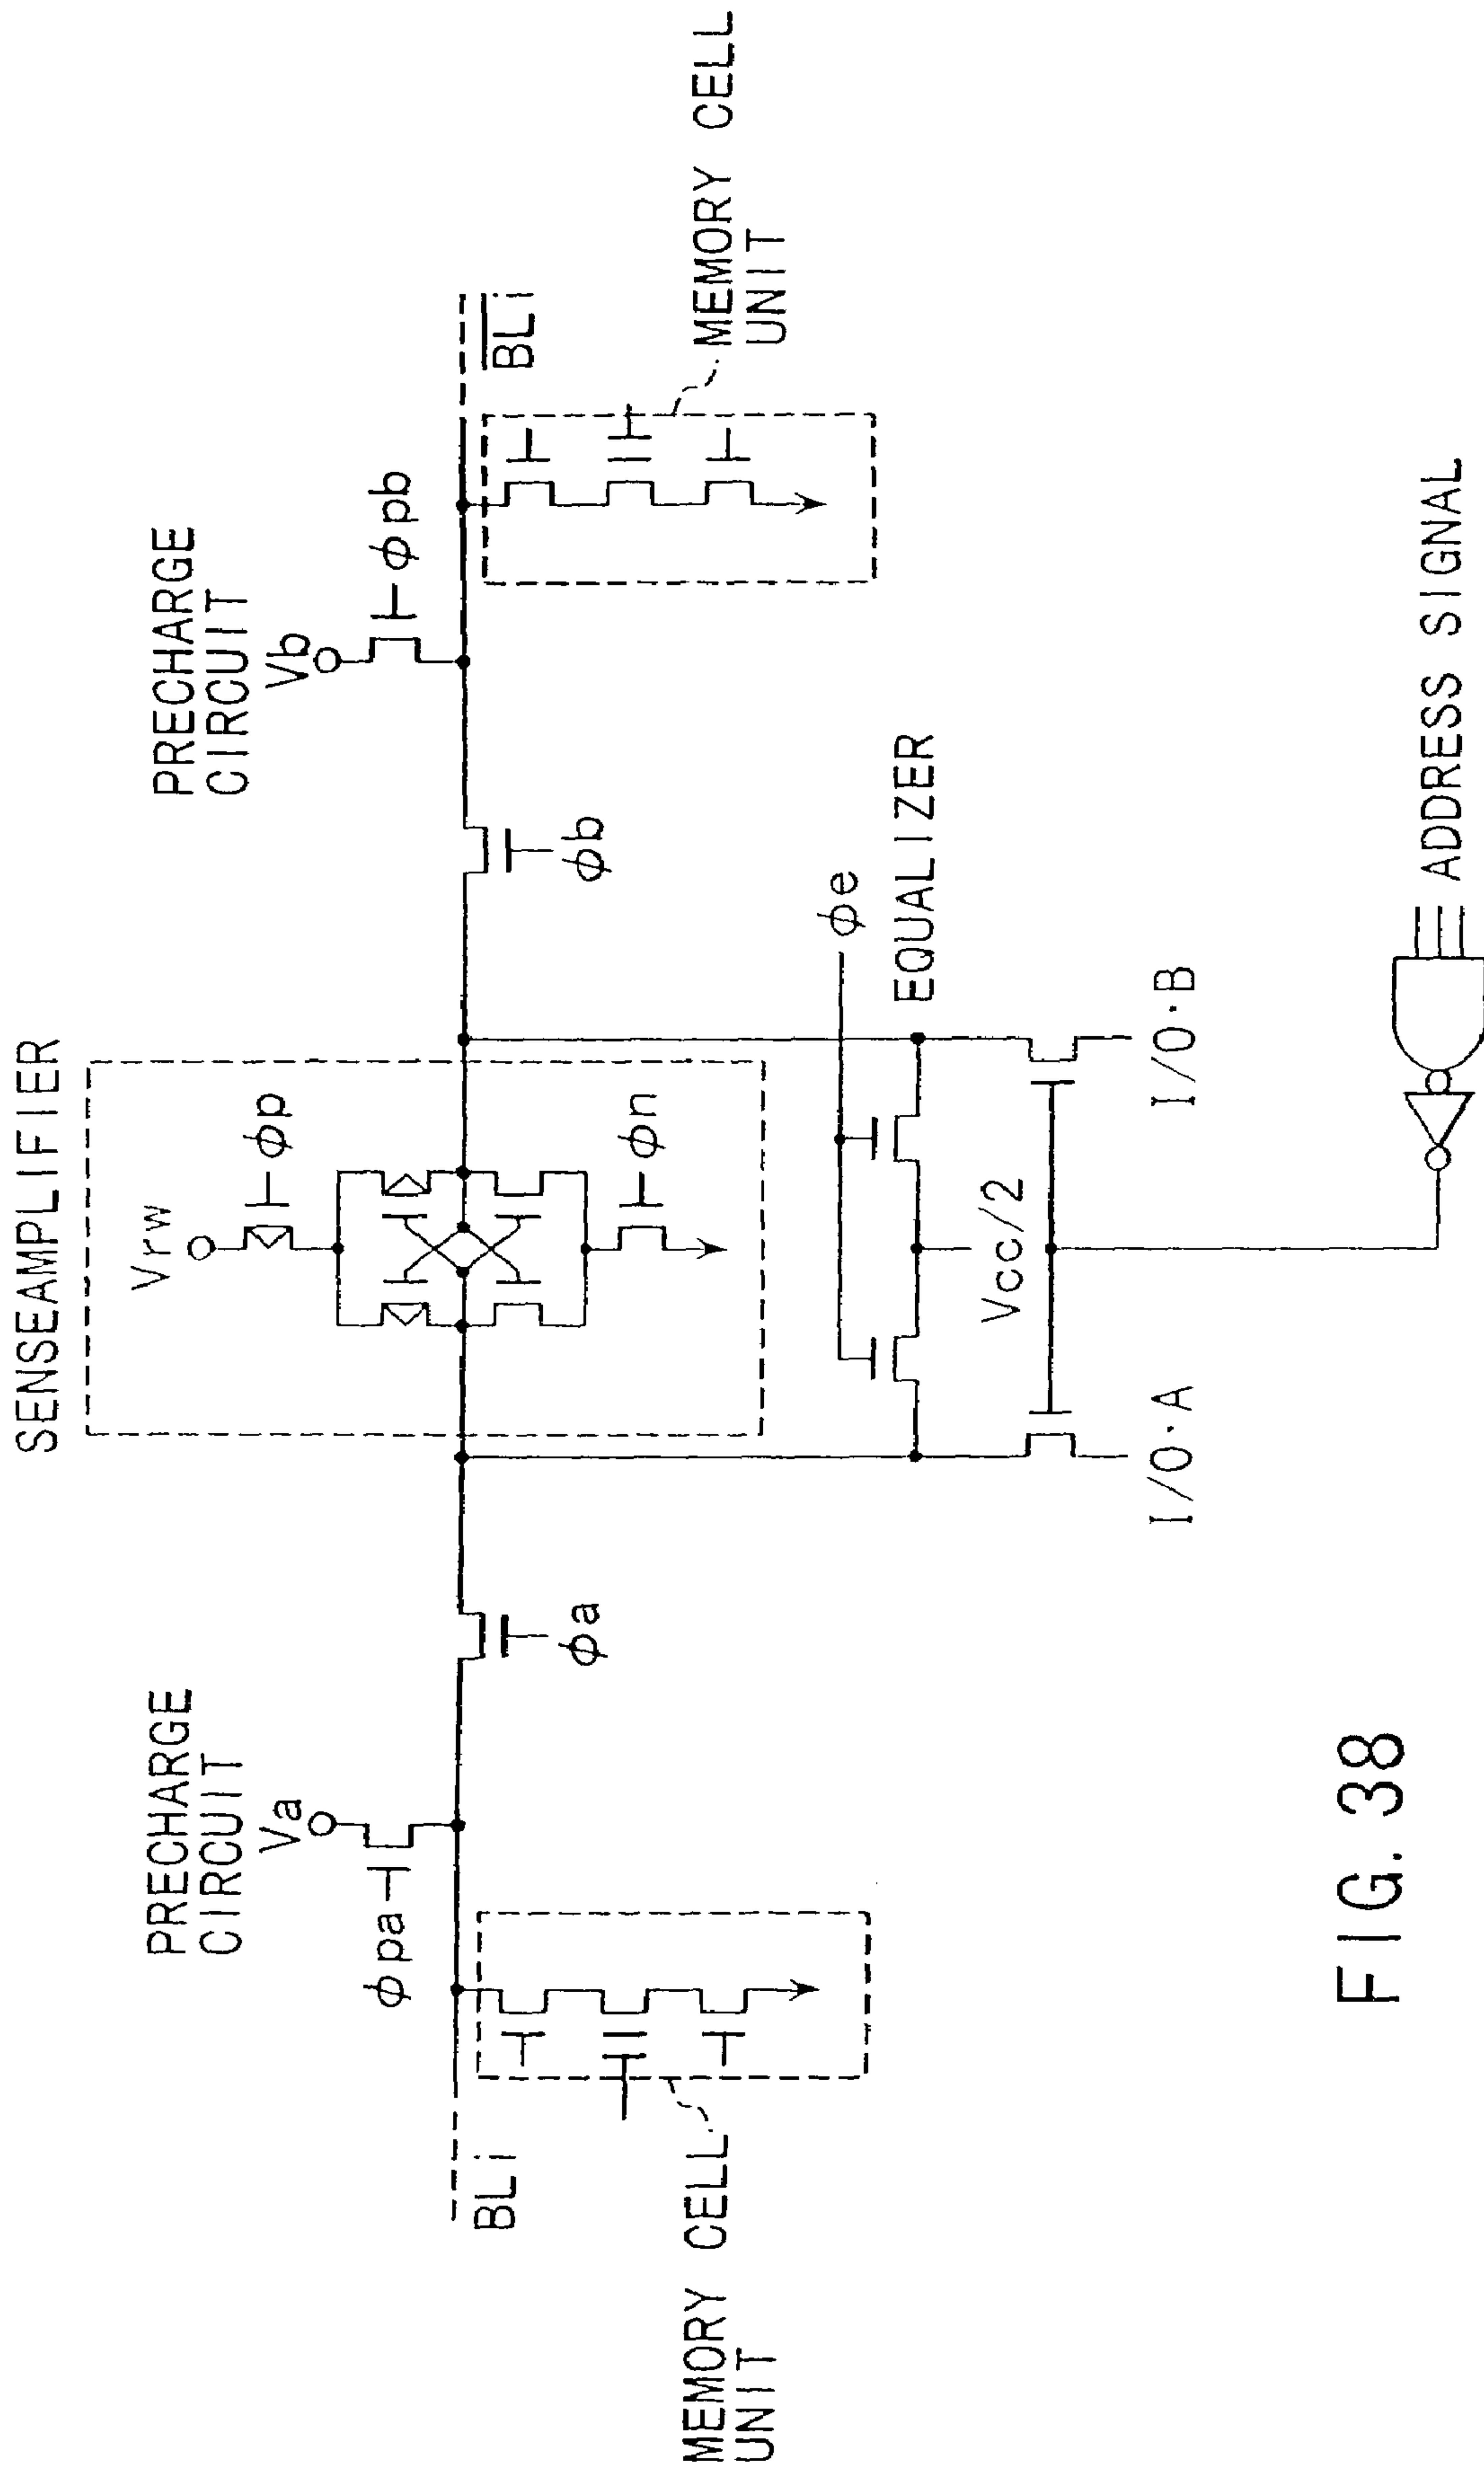 SENSEAMPLIFIER
PRECHARGE
CIRCUIT
Va
ϕpa
PRECHARGE
CIRCUIT
Vb
ϕpb
Vrw
ϕp
ϕn
BLi
B̅L̅i
ϕa
ϕb
MEMORY CELL
UNIT
MEMORY CELL
UNIT
ϕe
EQUALIZER
Vcc/2
I/O·A
I/O·B
ADDRESS SIGNAL
FIG. 38